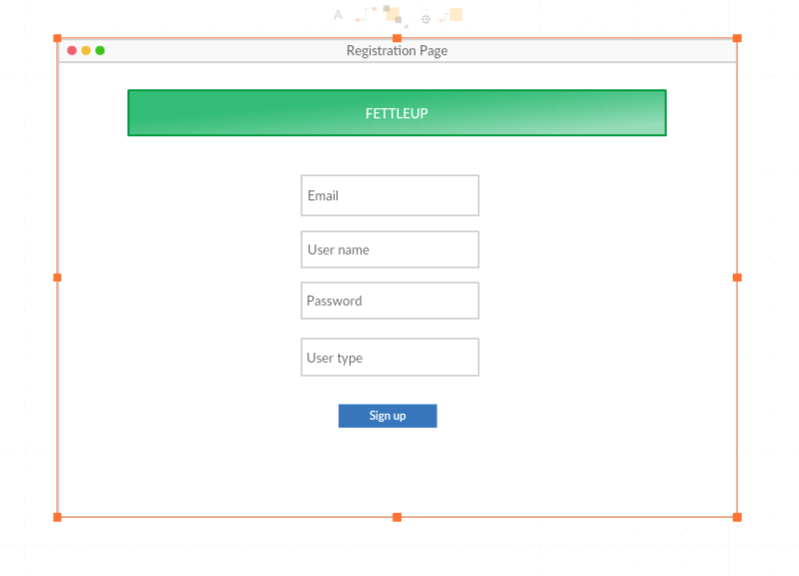 A
Registration Page
FETTLEUP
Email
User name
Password
User type
Sign up